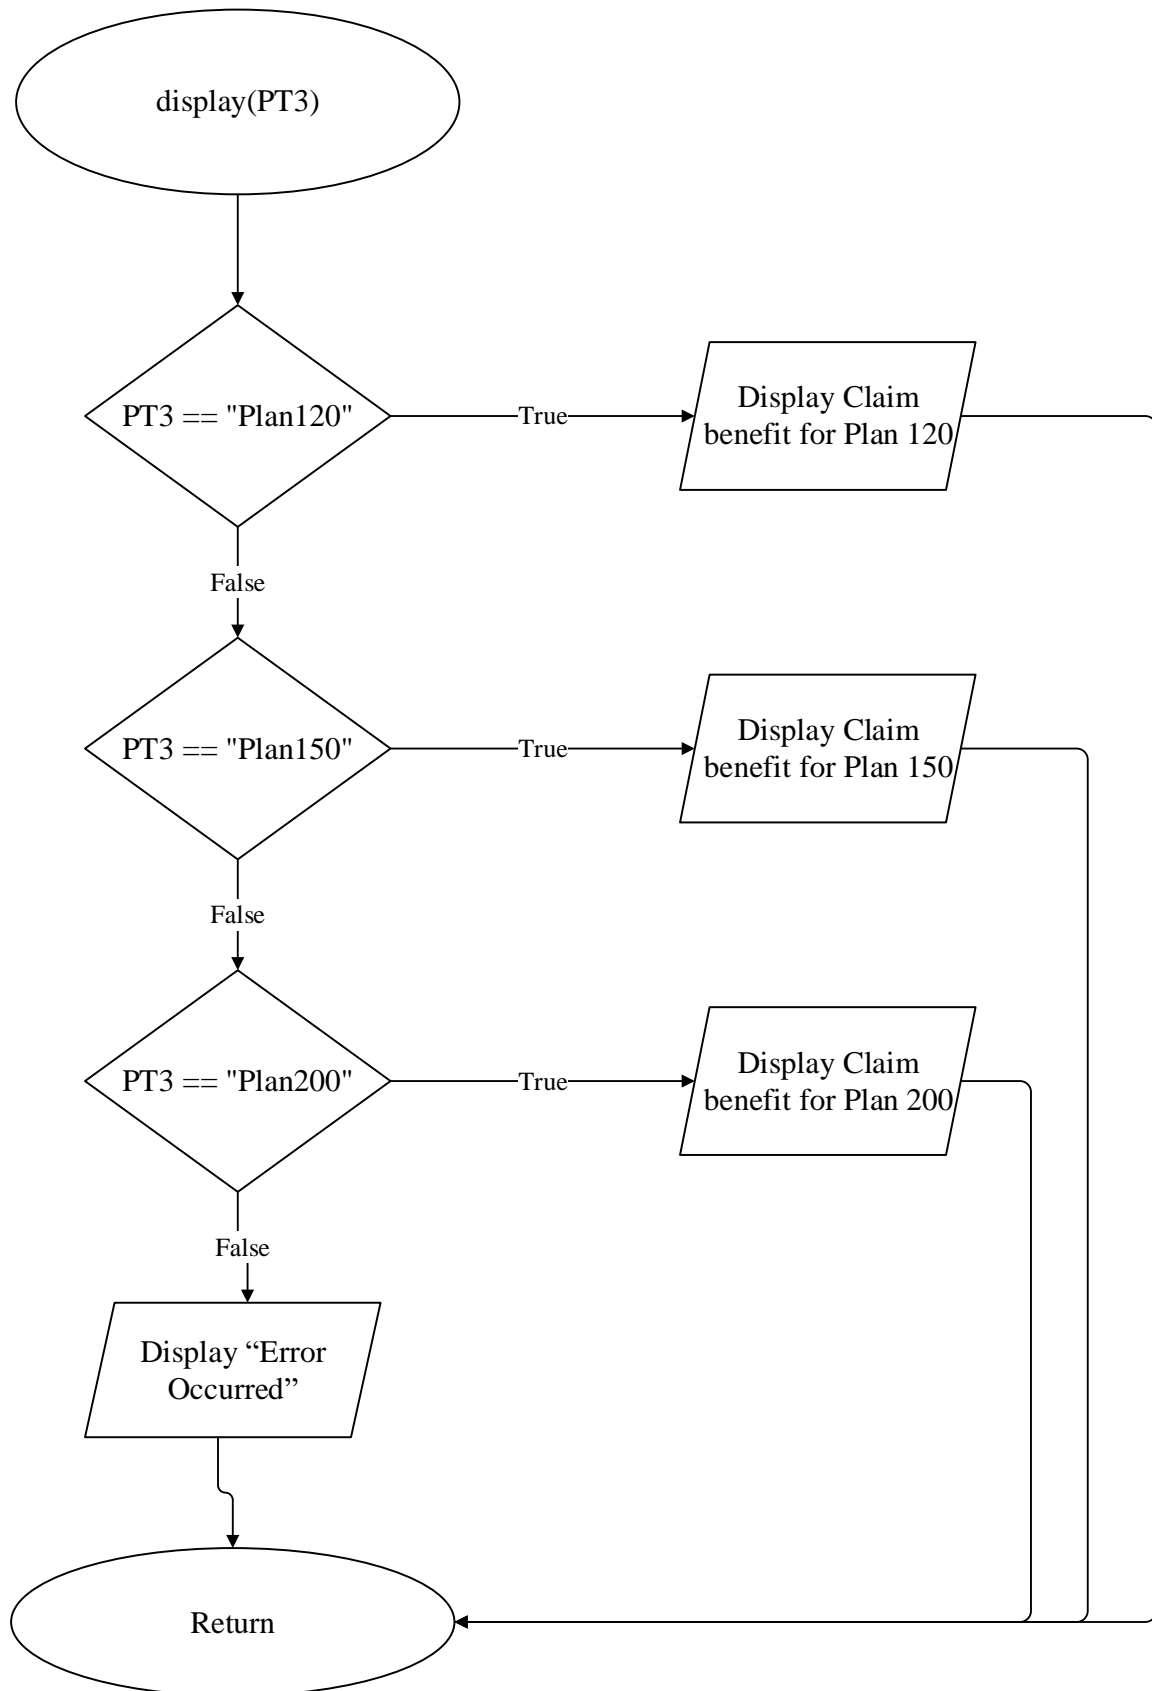 display(PT3)
PT3 == "Plan120"
True
Display Claim
benefit for Plan 120
False
PT3 == "Plan150"
True
Display Claim
benefit for Plan 150
False
PT3 == "Plan200"
True
Display Claim
benefit for Plan 200
False
Display “Error
Occurred”
Return